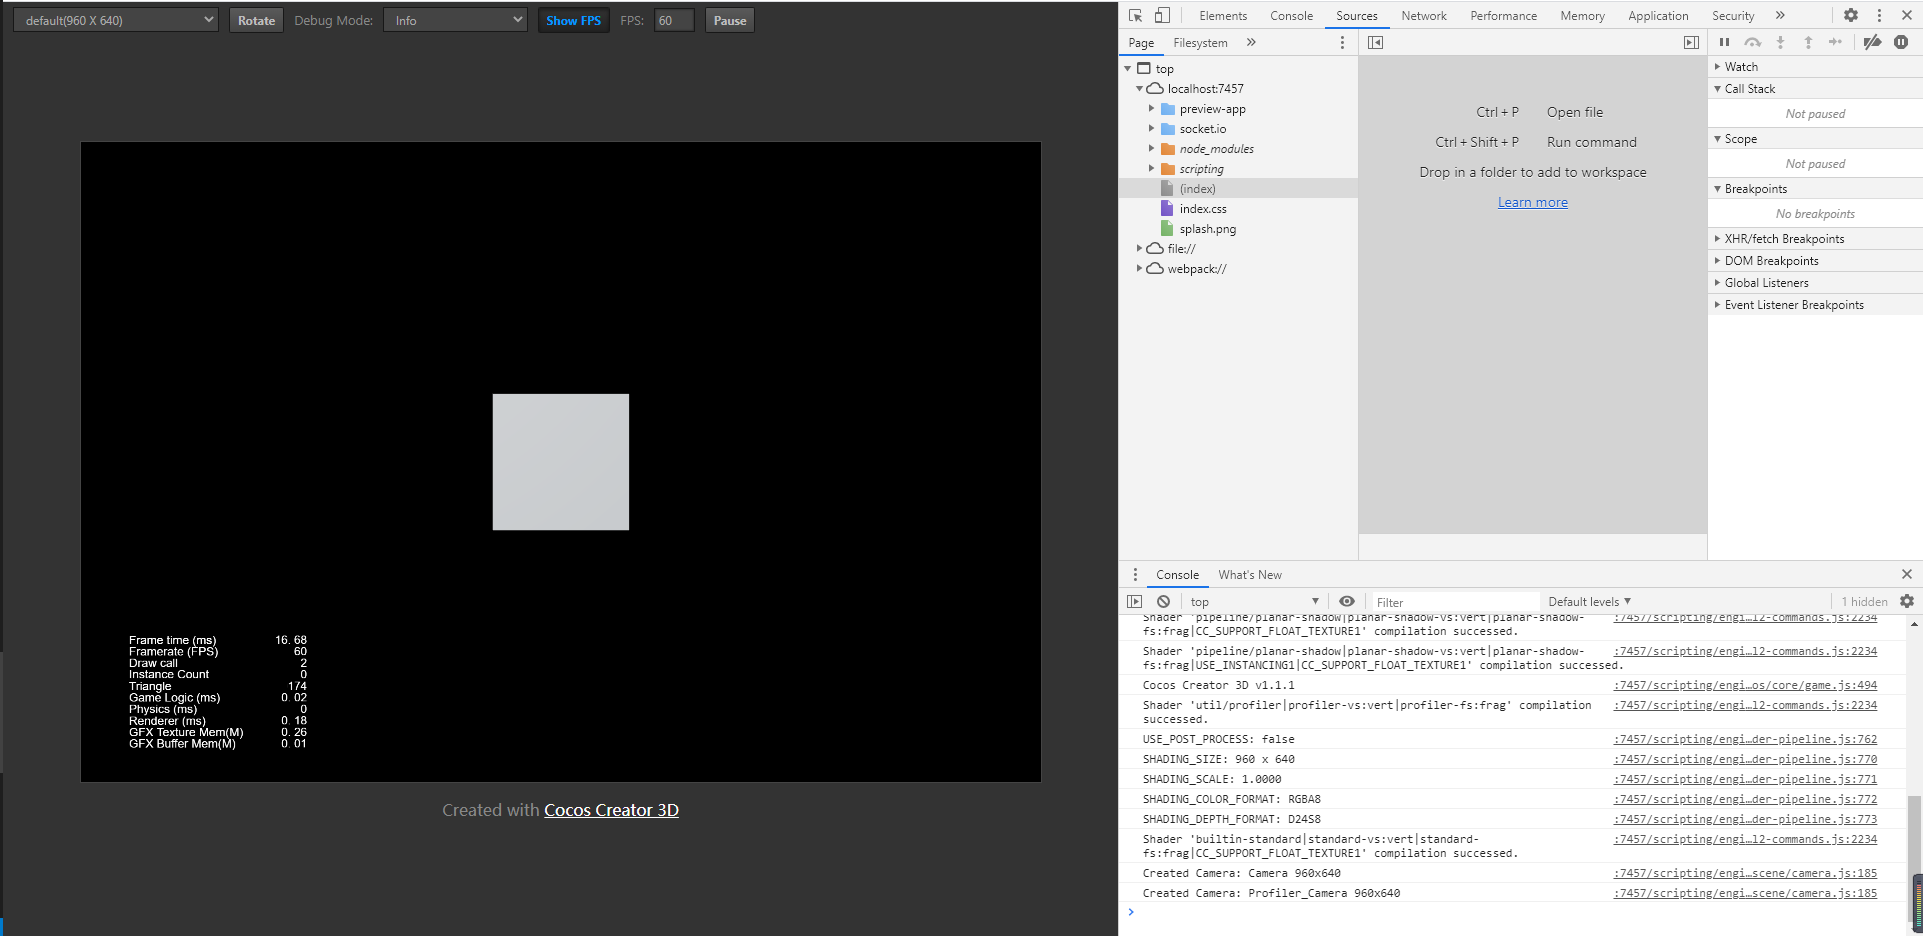 default(960 X 640) Rotate Debug Mode: Info Show FPS FPS: 60 Pause
Frame time (ms) 16.68
Framerate (FPS) 60
Draw call 2
Instance Count 0
Triangle 174
Game Logic (ms) 0.02
Physics (ms) 0
Renderer (ms) 0.18
GFX Texture Mem(M) 0.26
GFX Buffer Mem(M) 0.01
Created with Cocos Creator 3D
Elements Console Sources Network Performance Memory Application Security »
Page Filesystem »
top
localhost:7457
preview-app
socket.io
node_modules
scripting
(index)
index.css
splash.png
file://
webpack://
Ctrl + P Open file
Ctrl + Shift + P Run command
Drop in a folder to add to workspace
Learn more
Watch
Call Stack
Not paused
Scope
Not paused
Breakpoints
No breakpoints
XHR/fetch Breakpoints
DOM Breakpoints
Global Listeners
Event Listener Breakpoints
Console What's New
top Filter Default levels 1 hidden
Shader 'pipeline/planar-shadow|planar-shadow-vs:vert|planar-shadow- :7457/scripting/engi…l2-commands.js:2234
fs:frag|CC_SUPPORT_FLOAT_TEXTURE1' compilation successed.
Shader 'pipeline/planar-shadow|planar-shadow-vs:vert|planar-shadow- :7457/scripting/engi…l2-commands.js:2234
fs:frag|USE_INSTANCING1|CC_SUPPORT_FLOAT_TEXTURE1' compilation successed.
Cocos Creator 3D v1.1.1 :7457/scripting/engi…os/core/game.js:494
Shader 'util/profiler|profiler-vs:vert|profiler-fs:frag' compilation :7457/scripting/engi…l2-commands.js:2234
successed.
USE_POST_PROCESS: false :7457/scripting/engi…der-pipeline.js:762
SHADING_SIZE: 960 x 640 :7457/scripting/engi…der-pipeline.js:770
SHADING_SCALE: 1.0000 :7457/scripting/engi…der-pipeline.js:771
SHADING_COLOR_FORMAT: RGBA8 :7457/scripting/engi…der-pipeline.js:772
SHADING_DEPTH_FORMAT: D24S8 :7457/scripting/engi…der-pipeline.js:773
Shader 'builtin-standard|standard-vs:vert|standard- :7457/scripting/engi…l2-commands.js:2234
fs:frag|CC_SUPPORT_FLOAT_TEXTURE1' compilation successed.
Created Camera: Camera 960x640 :7457/scripting/engi…scene/camera.js:185
Created Camera: Profiler_Camera 960x640 :7457/scripting/engi…scene/camera.js:185